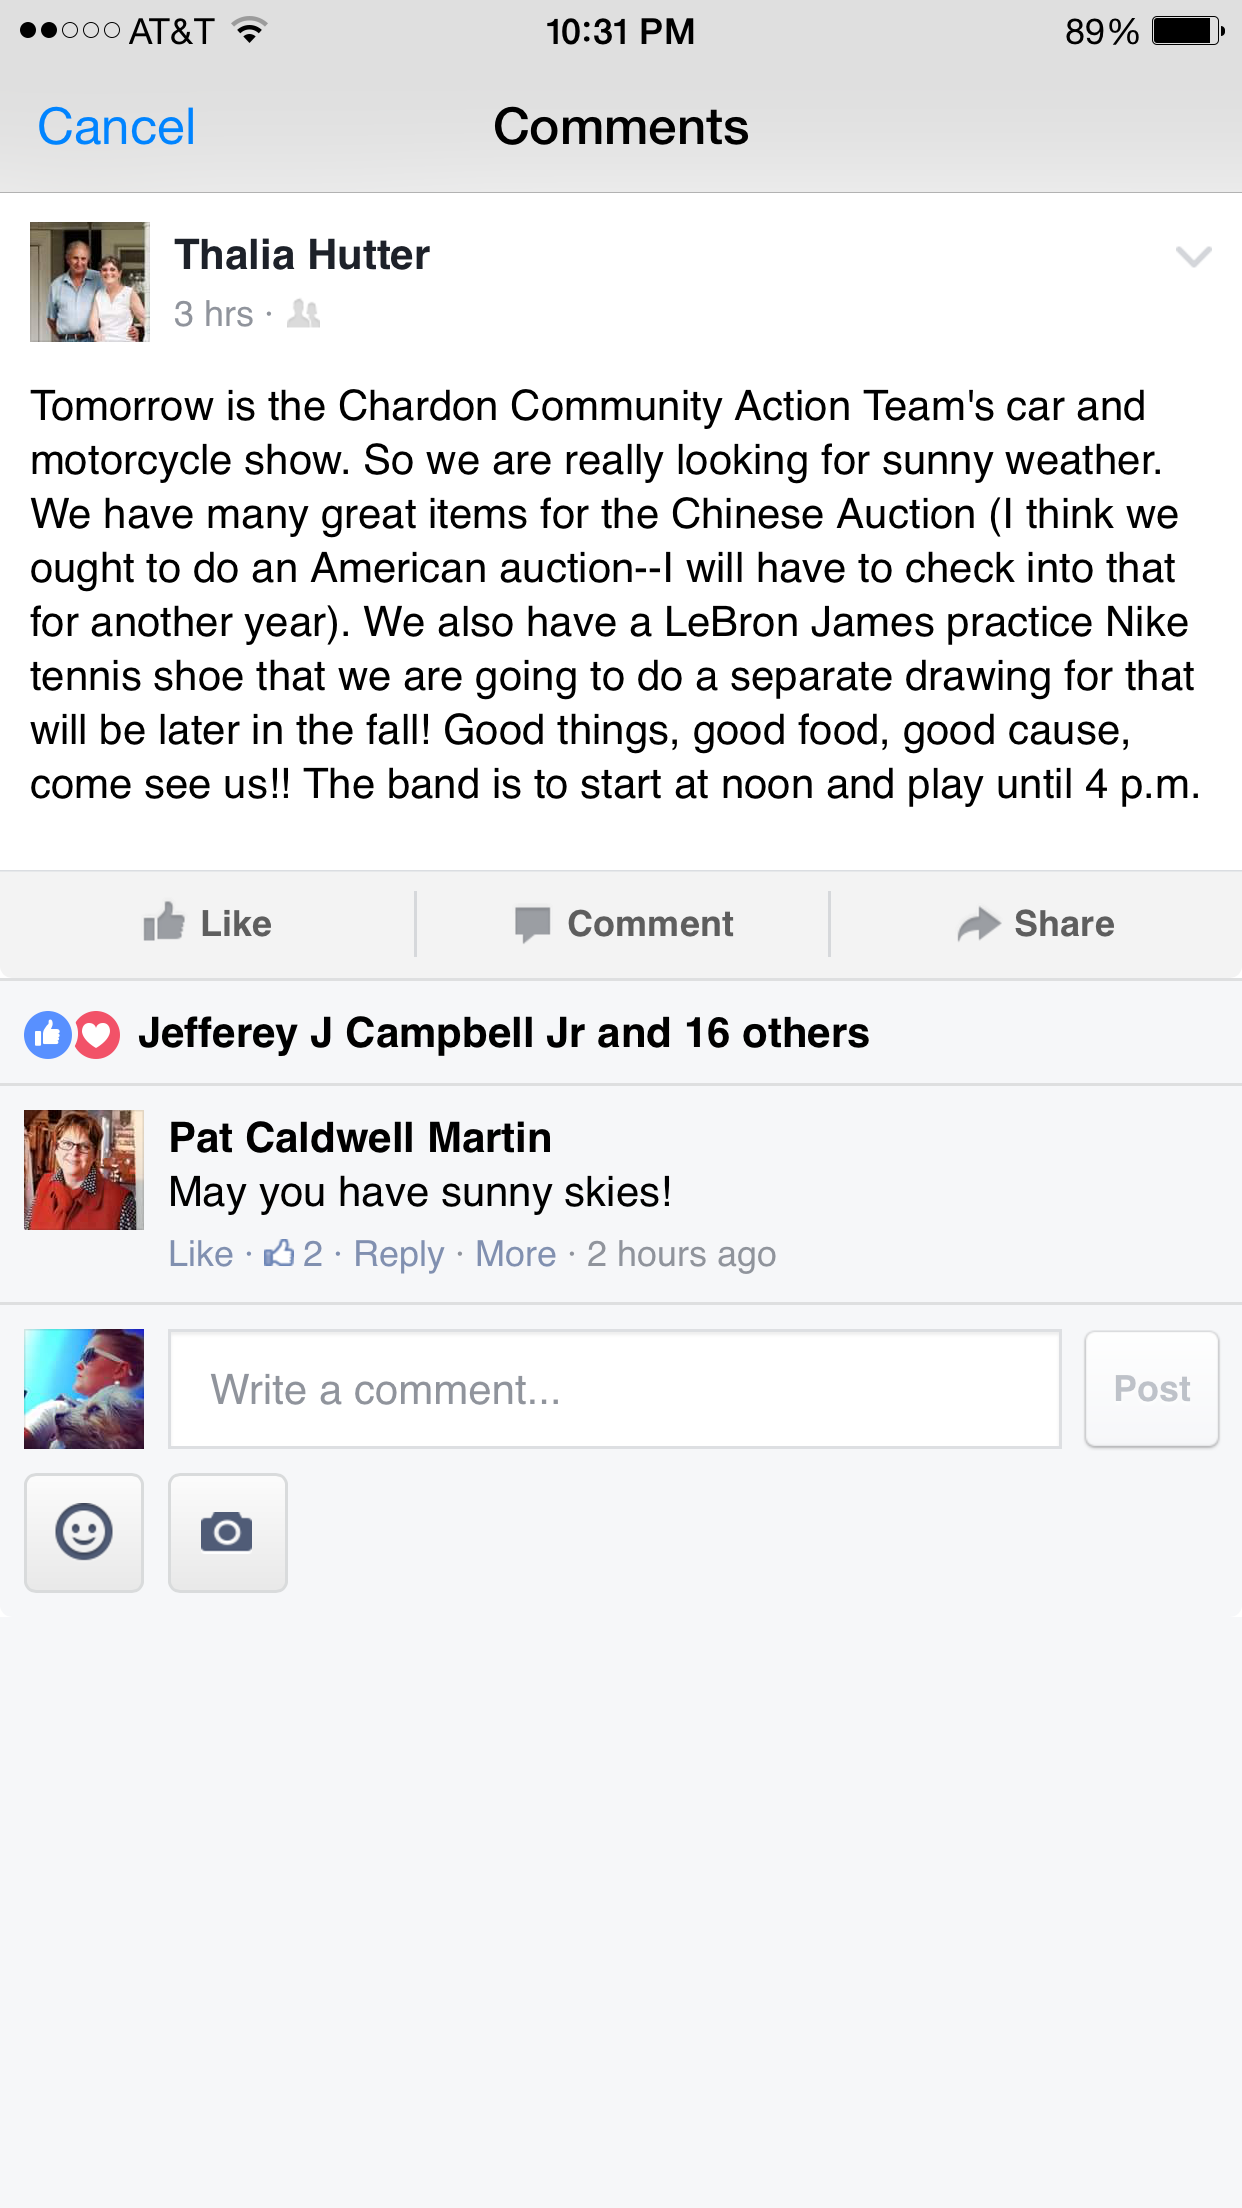 AT&T 10:31 PM 89%
Cancel Comments
Thalia Hutter
3 hrs ·
Tomorrow is the Chardon Community Action Team's car and
motorcycle show. So we are really looking for sunny weather.
We have many great items for the Chinese Auction (I think we
ought to do an American auction--I will have to check into that
for another year). We also have a LeBron James practice Nike
tennis shoe that we are going to do a separate drawing for that
will be later in the fall! Good things, good food, good cause,
come see us!! The band is to start at noon and play until 4 p.m.
Like Comment Share
Jefferey J Campbell Jr and 16 others
Pat Caldwell Martin
May you have sunny skies!
Like · 2 · Reply · More · 2 hours ago
Write a comment... Post